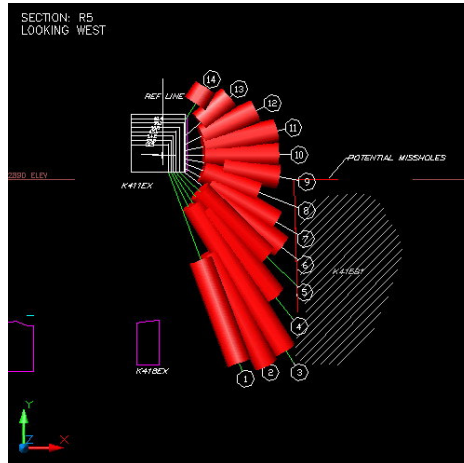 SECTION: R5
LOOKING WEST
14
13
REF LINE
12
11
10
POTENTIAL MISSHOLES
9
K411EX
8
7
6
5
4
K418EX
3
2
1
Y
Z
X